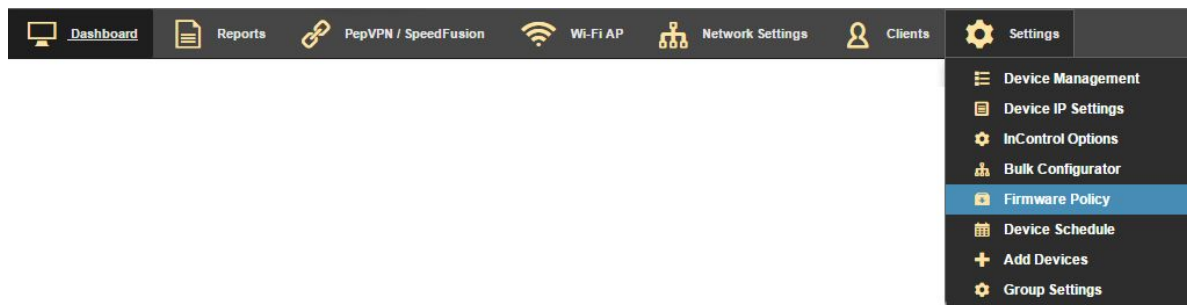 Dashboard Reports PepVPN / SpeedFusion Wi-Fi AP Network Settings Clients Settings
Device Management
Device IP Settings
InControl Options
Bulk Configurator
Firmware Policy
Device Schedule
Add Devices
Group Settings